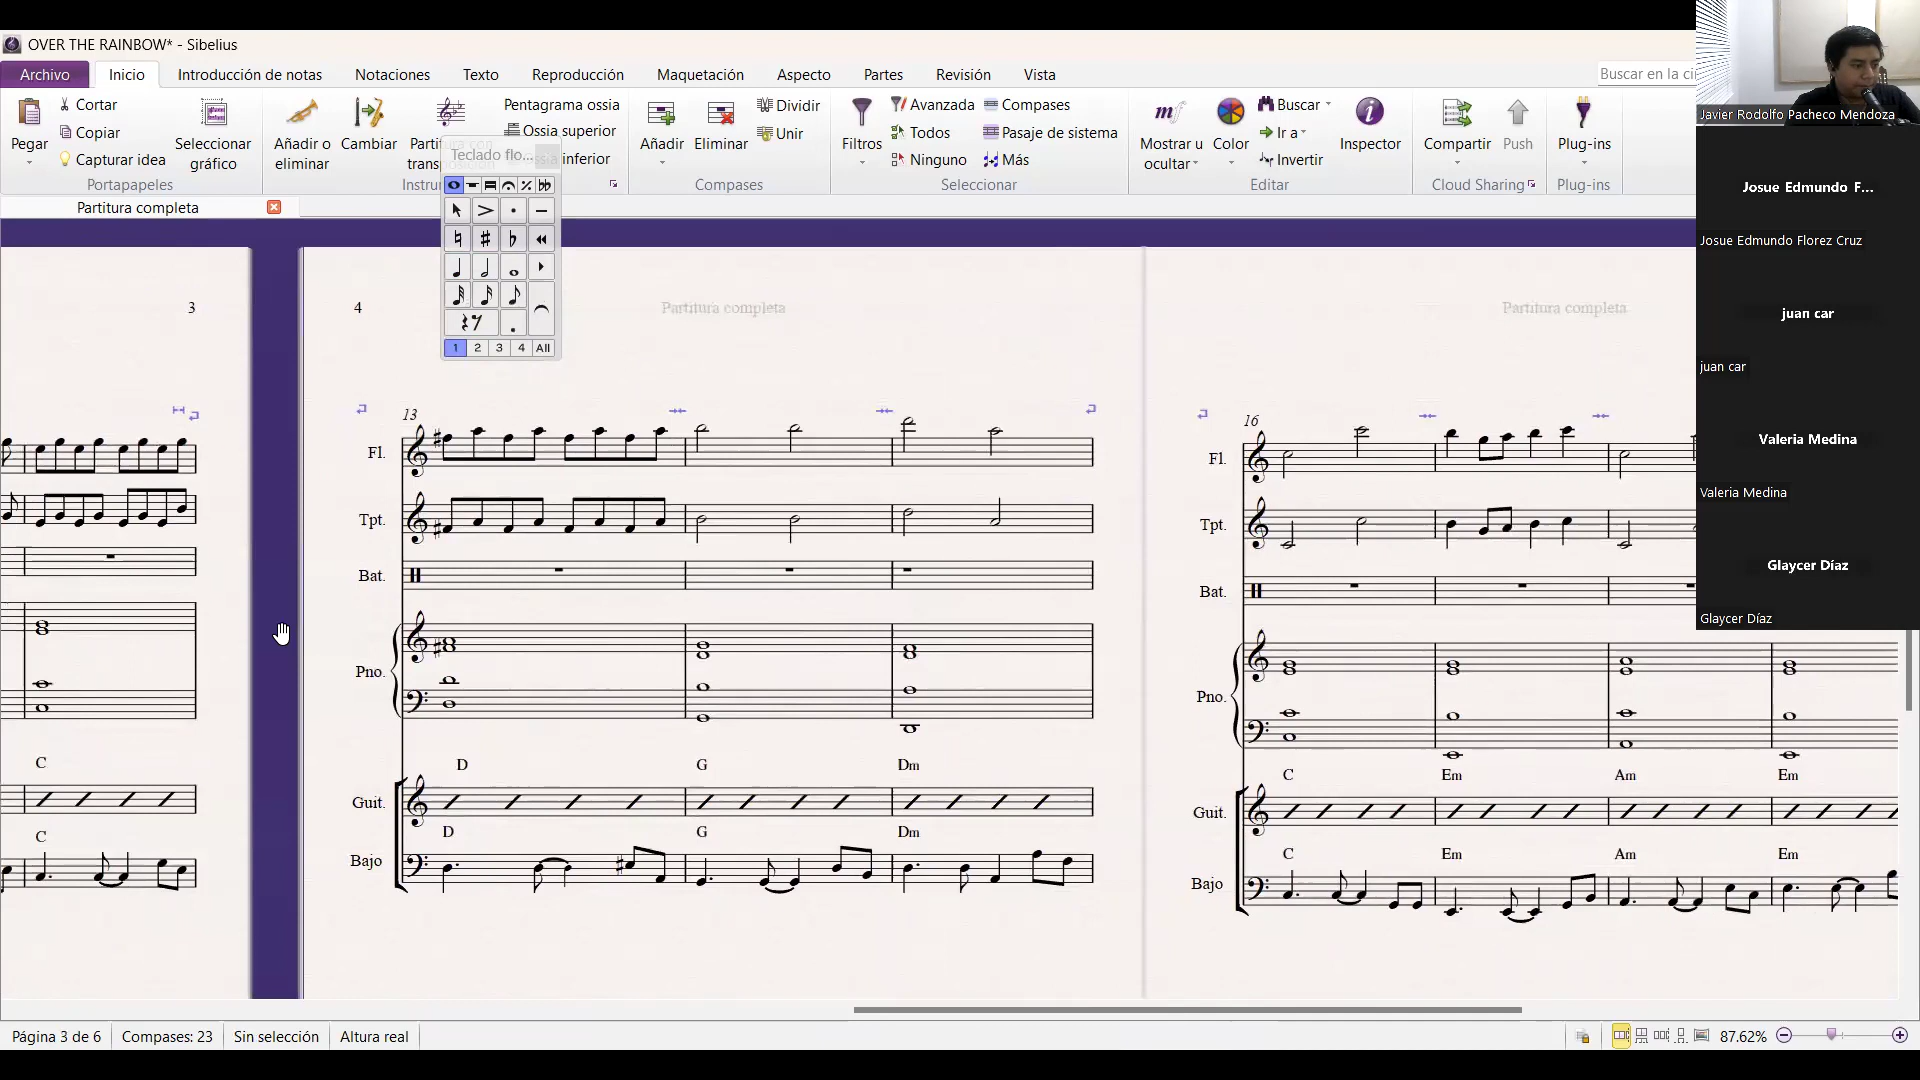 OVER THE RAINBOW* - Sibelius
Archivo
Inicio
Introducción de notas
Notaciones
Texto
Reproducción
Maquetación
Aspecto
Partes
Revisión
Vista
Pegar
Cortar
Copiar
Capturar idea
Seleccionar
gráfico
Portapapeles
Añadir o
eliminar
Cambiar
Pentagrama ossia
Ossia superior
Teclado flo...
Añadir
Eliminar
Dividir
Unir
Compases
Filtros
Avanzada
Todos
Ninguno
Compases
Pasaje de sistema
Más
Seleccionar
Mostrar u
ocultar
Color
Buscar
Ir a
Invertir
Inspector
Editar
Compartir
Push
Cloud Sharing
Plug-ins
Plug-ins
Partitura completa
1 2 3 4 All
3
4
Partitura completa
Partitura completa
13
Fl.
Tpt.
Bat.
Pno.
C
D G Dm
Guit.
C
D G Dm
Bajo
16
Fl.
Tpt.
Bat.
Pno.
C Em Am Em
Guit.
C Em Am Em
Bajo
Javier Rodolfo Pacheco Mendoza
Josue Edmundo F...
Josue Edmundo Florez Cruz
juan car
juan car
Valeria Medina
Valeria Medina
Glaycer Díaz
Glaycer Díaz
Página 3 de 6
Compases: 23
Sin selección
Altura real
87.62%